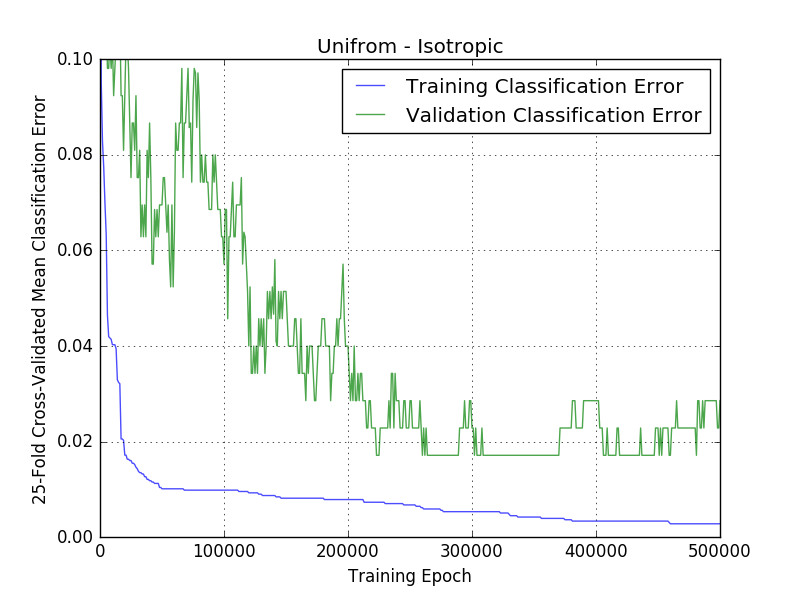 Unifrom - Isotropic
Training Classification Error
Validation Classification Error
25-Fold Cross-Validated Mean Classification Error
0.10
0.08
0.06
0.04
0.02
0.00
0
100000
200000
300000
400000
500000
Training Epoch